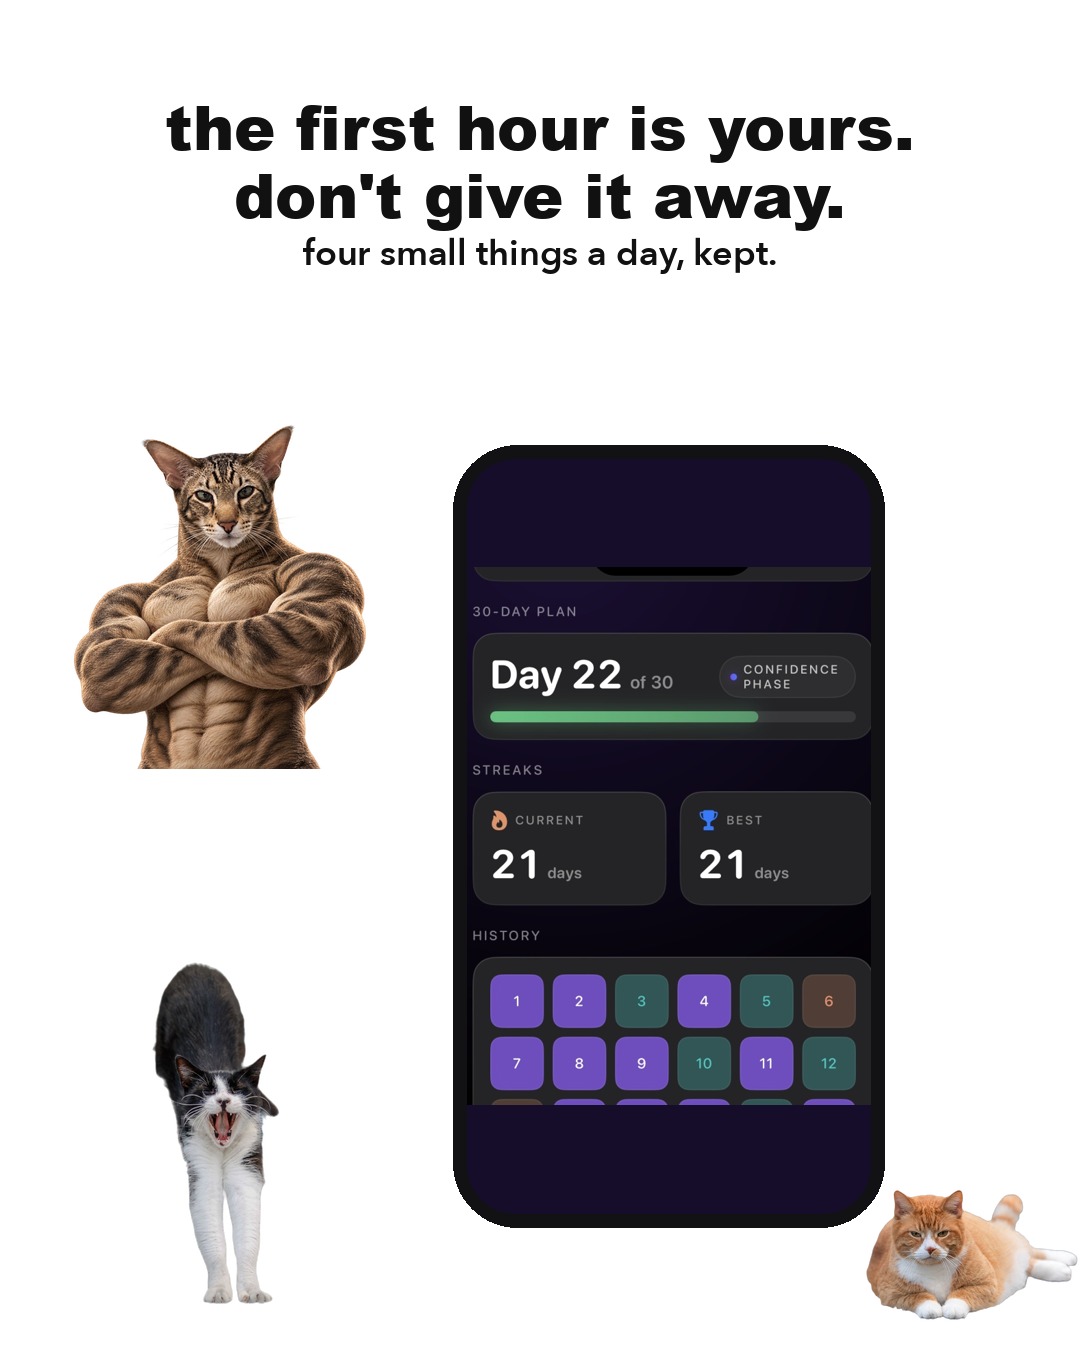 the first hour is yours.
don't give it away.
four small things a day, kept.
30-DAY PLAN
Day 22 of 30
CONFIDENCE
PHASE
STREAKS
CURRENT
BEST
21 days
21 days
HISTORY
1 2 3 4 5 6
7 8 9 10 11 12